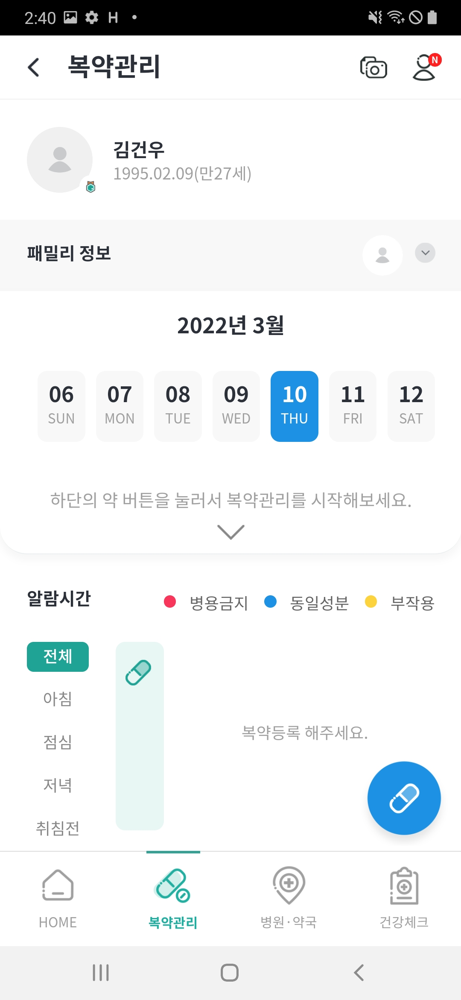 2:40
복약관리
N
김건우
1995.02.09(만27세)
패밀리 정보
2022년 3월
06 07 08 09 10 11 12
SUN MON TUE WED THU FRI SAT
하단의 약 버튼을 눌러서 복약관리를 시작해보세요.
알람시간 병용금지 동일성분 부작용
전체
아침
점심
저녁
취침전
복약등록 해주세요.
HOME 복약관리 병원·약국 건강체크